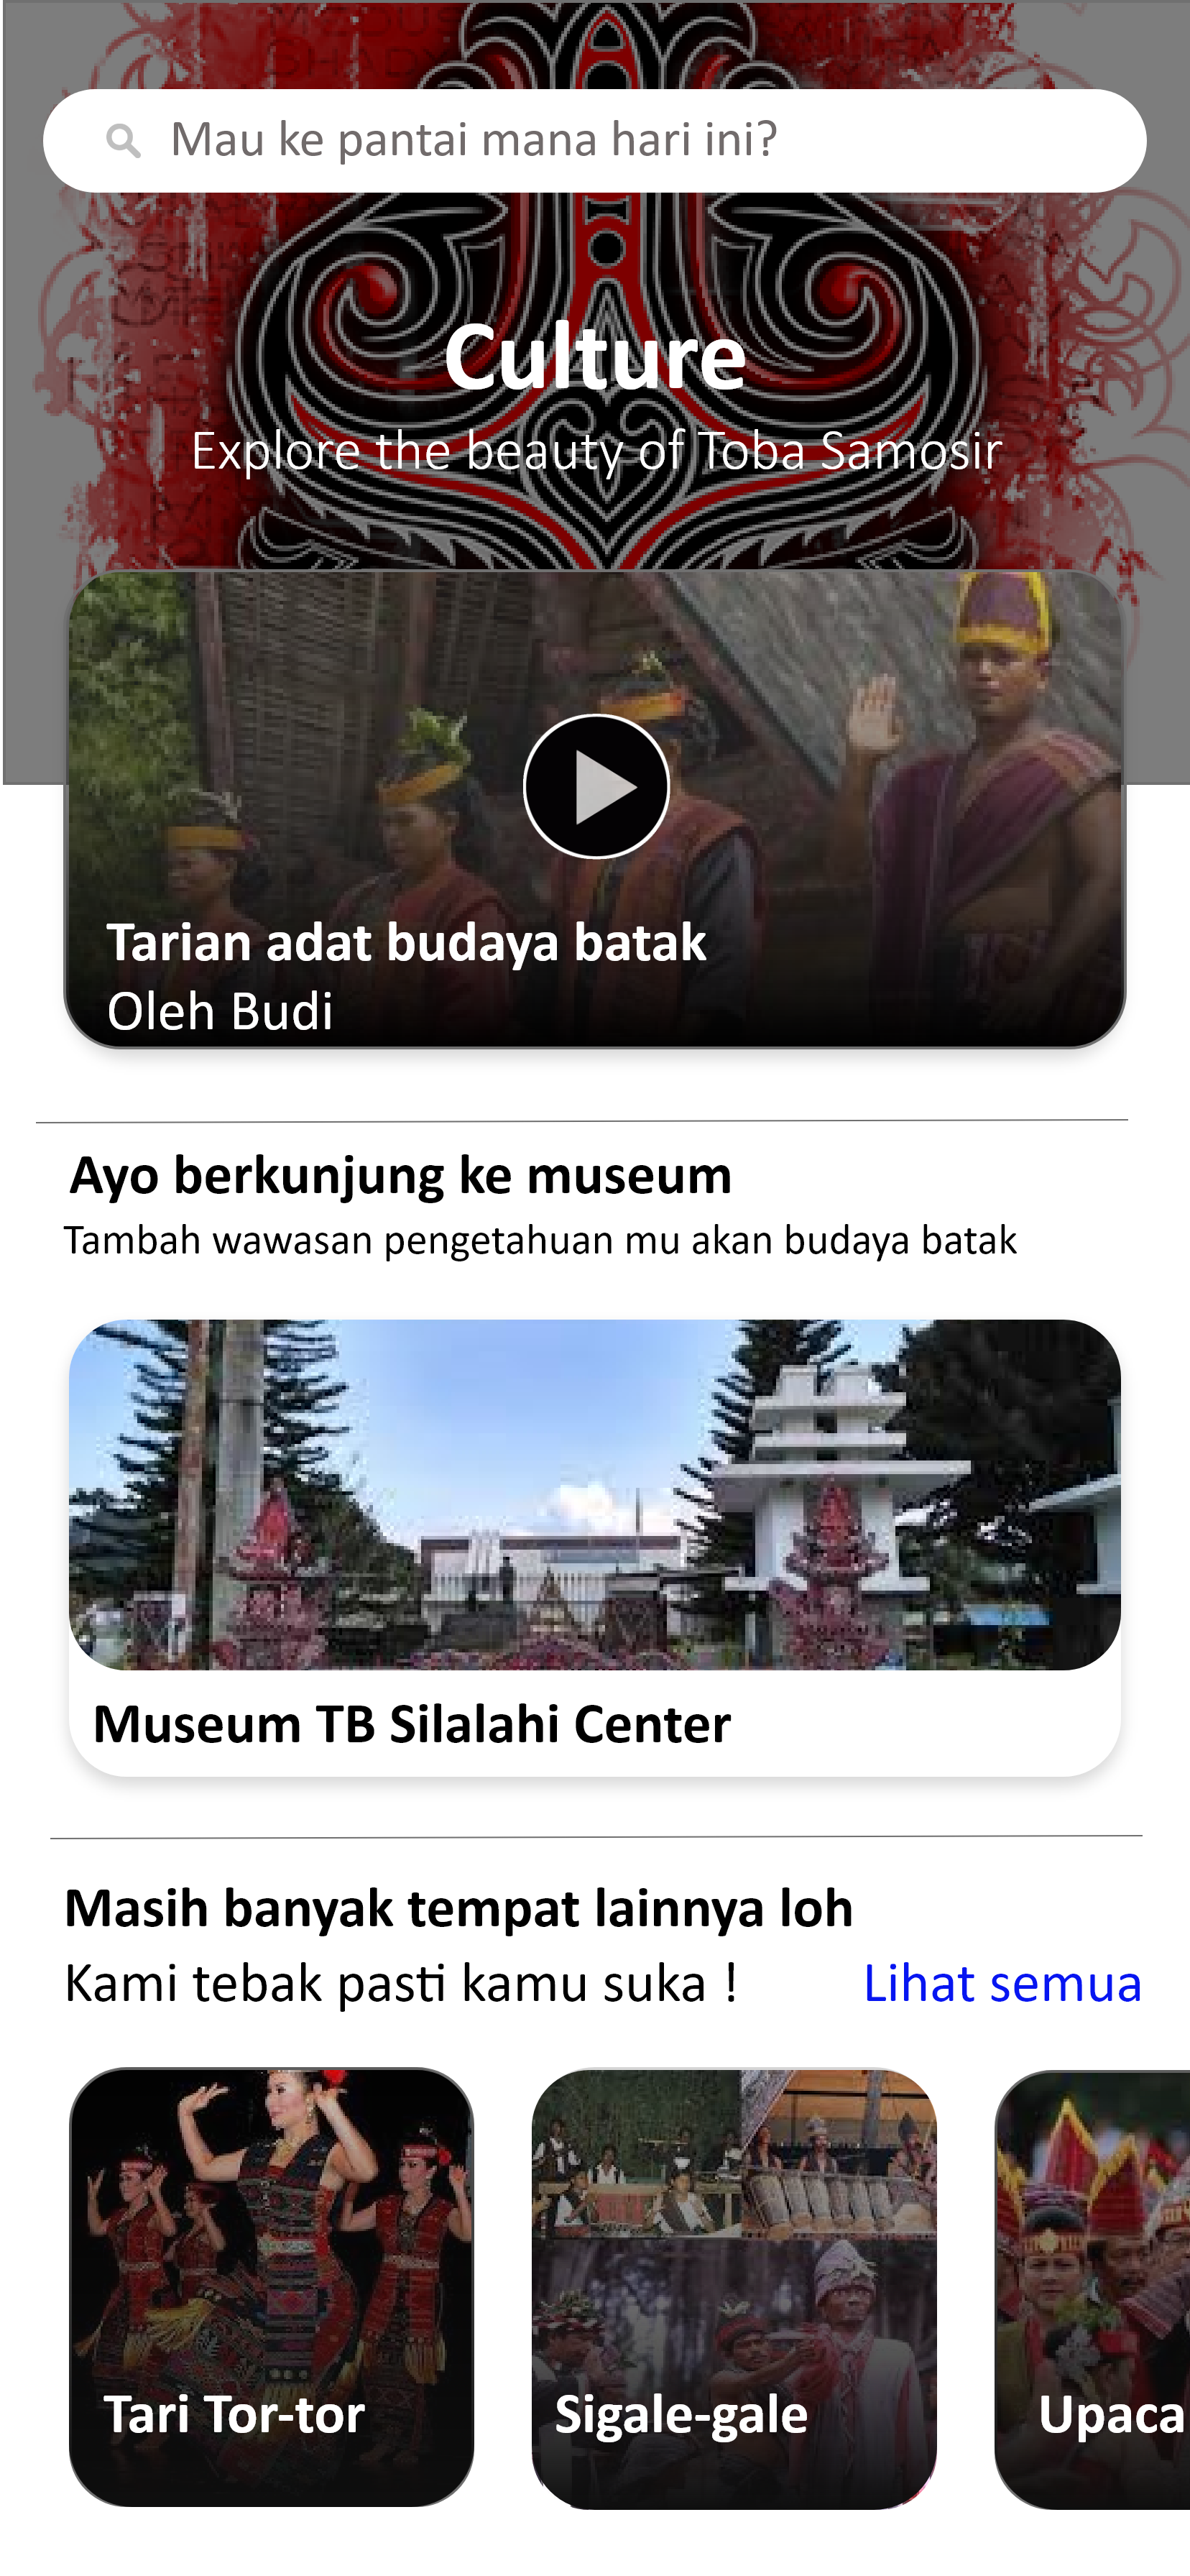 Mau ke pantai mana hari ini?
Culture
Explore the beauty of Toba Samosir
Tarian adat budaya batak
Oleh Budi
Ayo berkunjung ke museum
Tambah wawasan pengetahuan mu akan budaya batak
Museum TB Silalahi Center
Masih banyak tempat lainnya loh
Kami tebak pasti kamu suka !
Lihat semua
Tari Tor-tor
Sigale-gale
Upaca